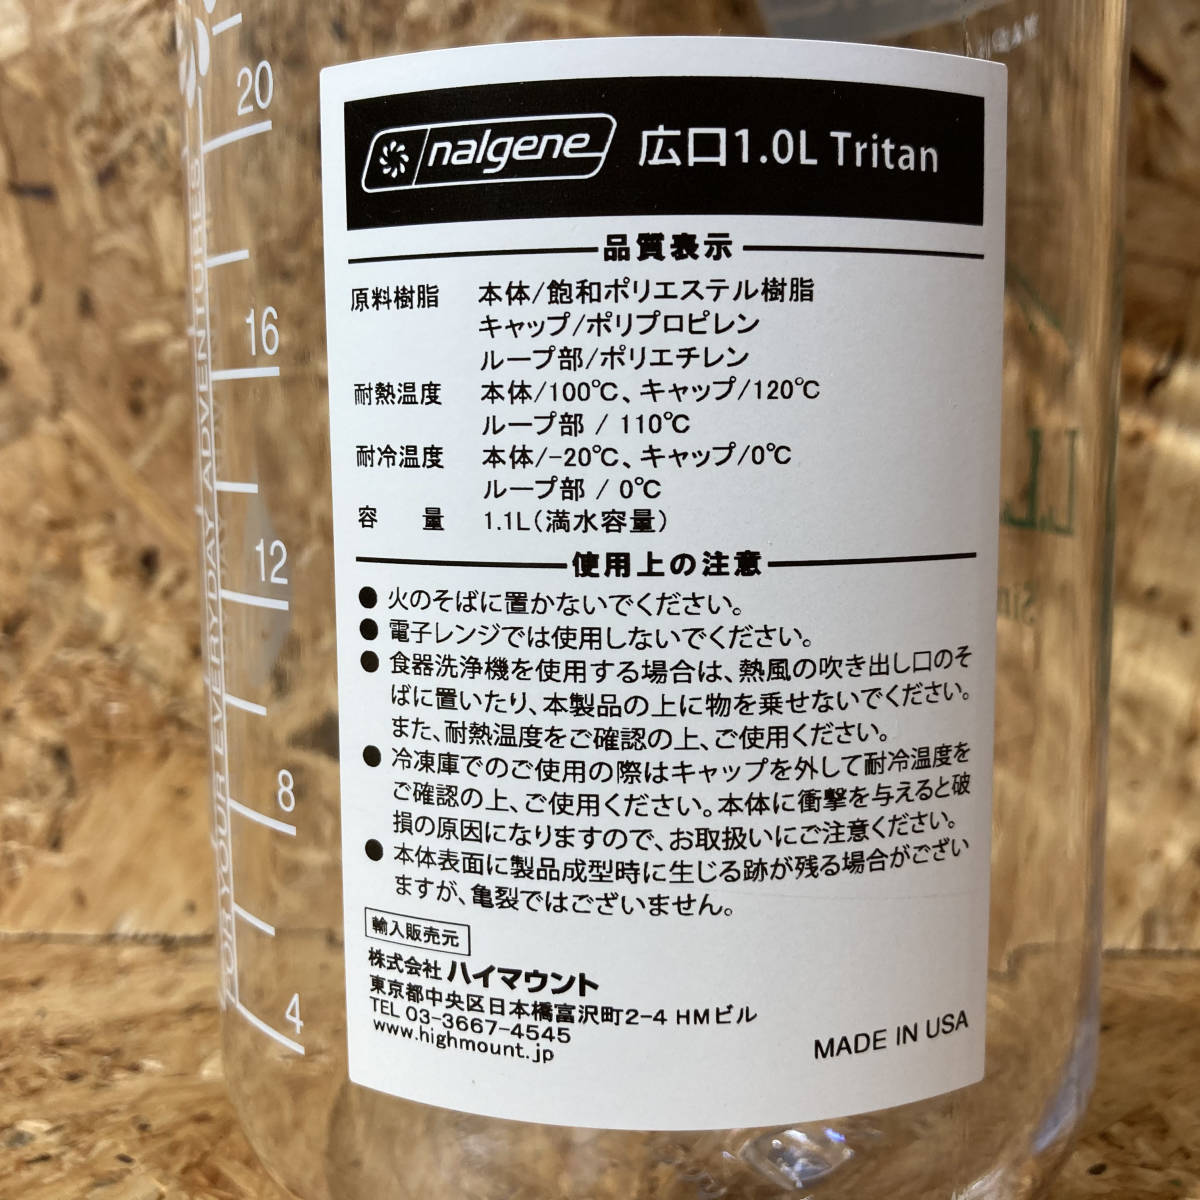 nalgene 広口1.0L Tritan
品質表示
原料樹脂 本体/飽和ポリエステル樹脂
キャップ/ポリプロピレン
ループ部/ポリエチレン
耐熱温度 本体/100℃、キャップ/120℃
ループ部 / 110℃
耐冷温度 本体/-20℃、キャップ/0℃
ループ部 / 0℃
容 量 1.1L(満水容量)
使用上の注意
● 火のそばに置かないでください。
● 電子レンジでは使用しないでください。
● 食器洗浄機を使用する場合は、熱風の吹き出し口のそ
ばに置いたり、本製品の上に物を乗せないでください。
また、耐熱温度をご確認の上、ご使用ください。
● 冷凍庫でのご使用の際はキャップを外して耐冷温度を
ご確認の上、ご使用ください。本体に衝撃を与えると破
損の原因になりますので、お取扱いにご注意ください。
● 本体表面に製品成型時に生じる跡が残る場合がござい
ますが、亀裂ではございません。
輸入販売元
株式会社 ハイマウント
東京都中央区日本橋富沢町2-4 HMビル
TEL 03-3667-4545
www.highmount.jp
MADE IN USA
20
16
12
8
4
FOR YOUR EVERYDAY ADVENTURES